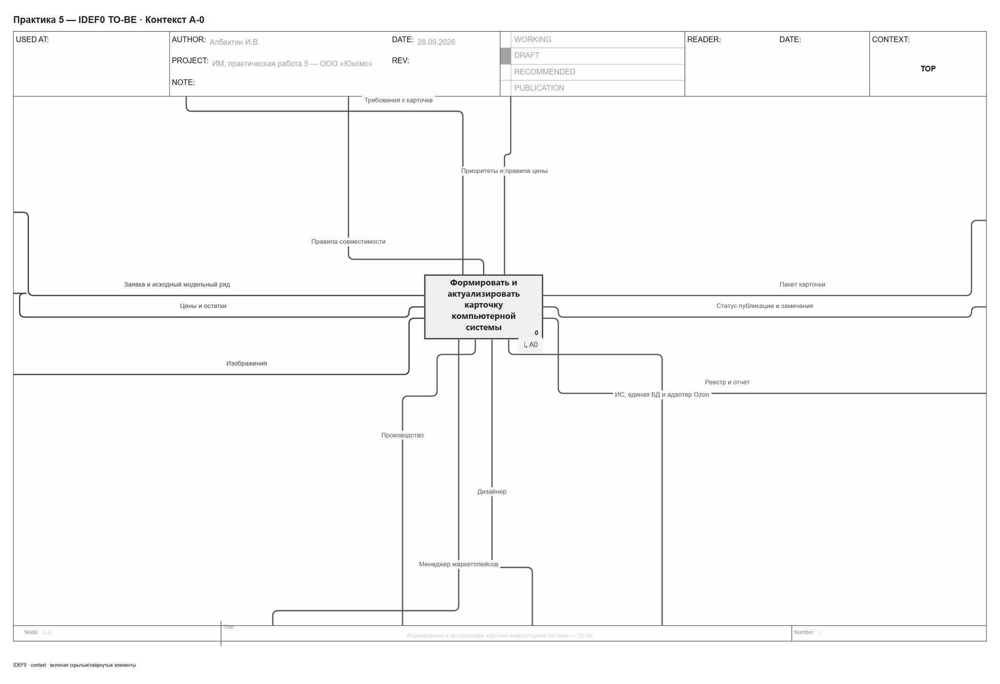 Практика 5 — IDEF0 TO-BE · Контекст A-0
USED AT:
AUTHOR: Албахтин И.В.
DATE: 28.09.2026
PROJECT: ИМ, практическая работа 5 — ООО «Юкомс»
REV:
NOTE:
WORKING
DRAFT
RECOMMENDED
PUBLICATION
READER:
DATE:
CONTEXT:
TOP
Требования к карточке
Приоритеты и правила цены
Правила совместимости
Заявка и исходный модельный ряд
Цены и остатки
Изображения
Формировать и
актуализировать
карточку
компьютерной
системы
0
↳ A0
Пакет карточки
Статус публикации и замечания
Реестр и отчёт
ИС, единая БД и адаптер Ozon
Производство
Дизайнер
Менеджер маркетплейсов
Node: A-0
Title:
Формирование и актуализация карточки компьютерной системы — TO-BE
Number: 1
IDEF0 · context · включая скрытые/свёрнутые элементы